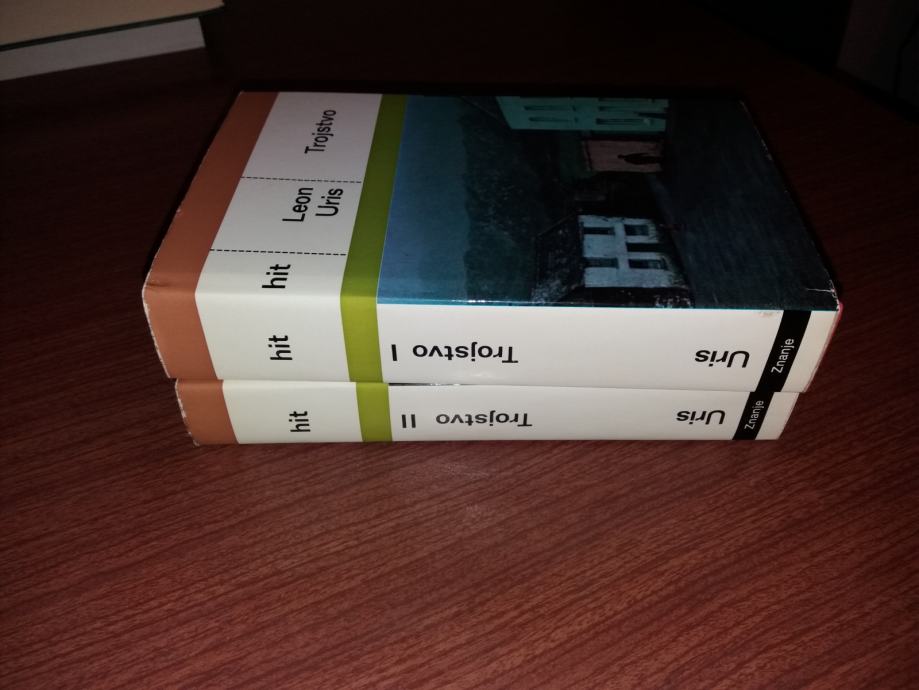 hit
Leon
Uris
Trojstvo
hit
Trojstvo I
Uris
Znanje
hit
Trojstvo II
Uris
Znanje